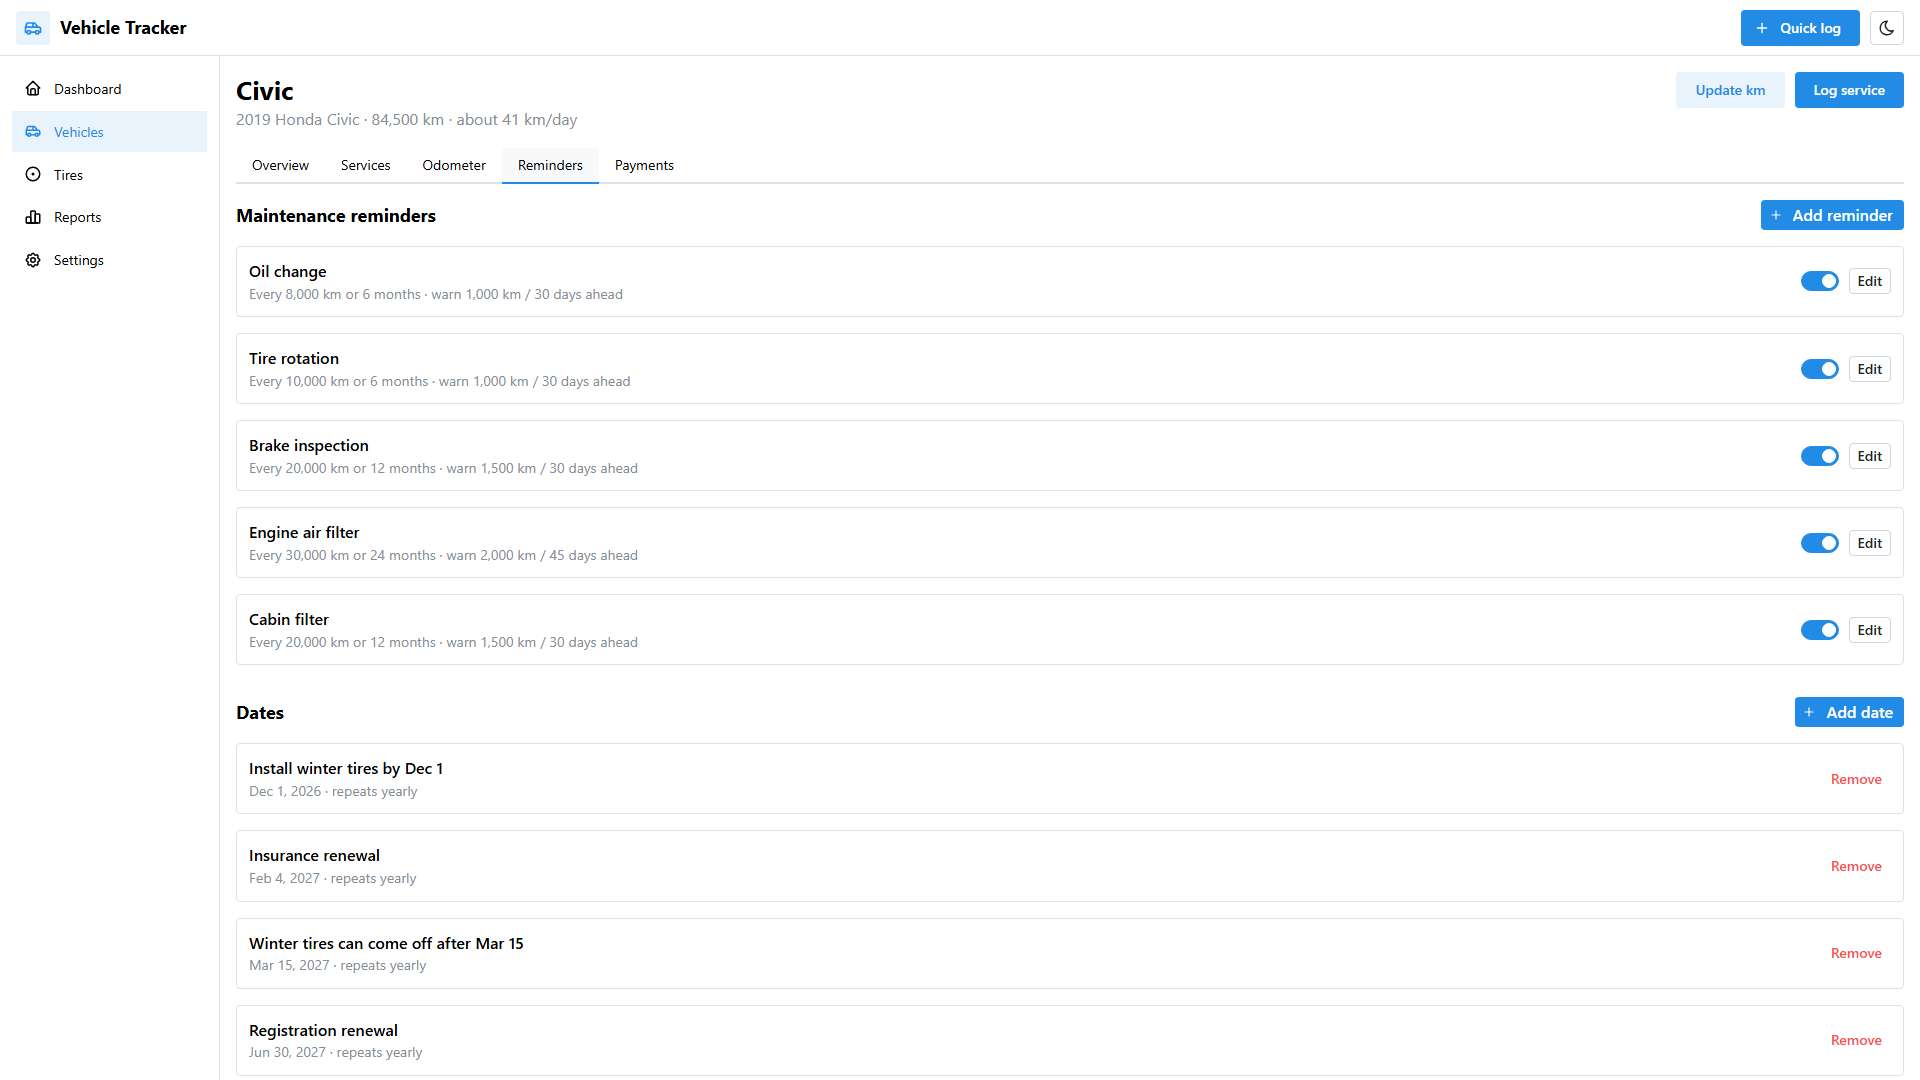 Vehicle Tracker
Quick log
Dashboard
Vehicles
Tires
Reports
Settings
Civic
2019 Honda Civic · 84,500 km · about 41 km/day
Update km
Log service
Overview
Services
Odometer
Reminders
Payments
Maintenance reminders
Add reminder
Oil change
Every 8,000 km or 6 months · warn 1,000 km / 30 days ahead
Edit
Tire rotation
Every 10,000 km or 6 months · warn 1,000 km / 30 days ahead
Edit
Brake inspection
Every 20,000 km or 12 months · warn 1,500 km / 30 days ahead
Edit
Engine air filter
Every 30,000 km or 24 months · warn 2,000 km / 45 days ahead
Edit
Cabin filter
Every 20,000 km or 12 months · warn 1,500 km / 30 days ahead
Edit
Dates
Add date
Install winter tires by Dec 1
Dec 1, 2026 · repeats yearly
Remove
Insurance renewal
Feb 4, 2027 · repeats yearly
Remove
Winter tires can come off after Mar 15
Mar 15, 2027 · repeats yearly
Remove
Registration renewal
Jun 30, 2027 · repeats yearly
Remove